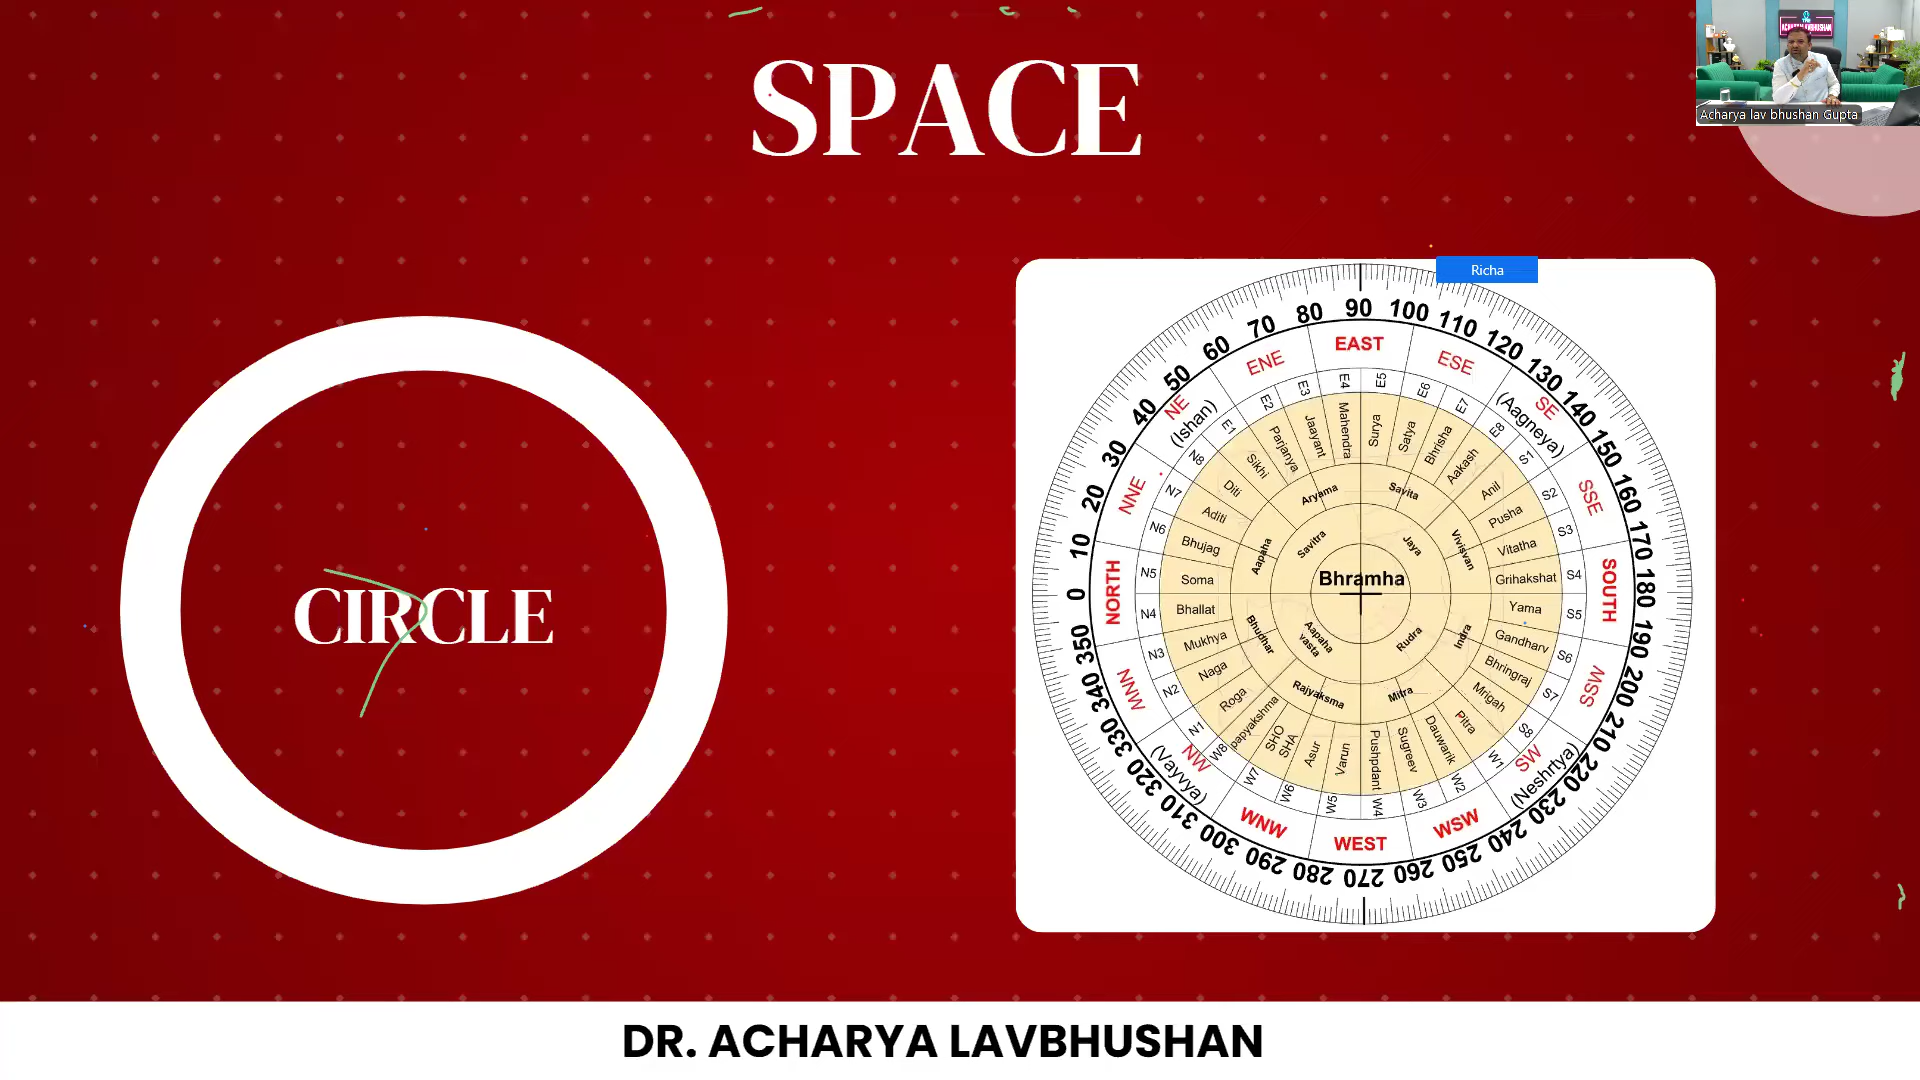 SPACE
THE
ACHARYA LAVBHUSHAN
Acharya lav bhushan Gupta
Richa
CIRCLE
0 10 20 30 40 50 60 70 80 90 100 110 120 130 140 150 160 170 180 190 200 210 220 230 240 250 260 270 280 290 300 310 320 330 340 350
NORTH
NNE
NE
(Ishan)
ENE
EAST
ESE
SE
(Aagneya)
SSE
SOUTH
SSW
SW
(Neshrtya)
WSW
WEST
WNW
NW
(Vayvya)
NNW
E1 E2 E3 E4 E5 E6 E7 E8
S1 S2 S3 S4 S5 S6 S7 S8
W1 W2 W3 W4 W5 W6 W7 W8
N1 N2 N3 N4 N5 N6 N7 N8
Sikhi
Parjanya
Jaayant
Mahendra
Surya
Satya
Bhrisha
Aakash
Anil
Pusha
Vitatha
Grihakshat
Yama
Gandharv
Bhringraj
Mrigah
Pitra
Dauwarik
Sugreev
Pushpdant
Varun
Asur
SHO
SHA
papyakshma
Roga
Naga
Mukhya
Bhallat
Soma
Bhujag
Aditi
Diti
Aryama
Savita
Vivisvan
Indra
Mitra
Rajyaksma
Bhudhar
Aapaha
Savitra
Jaya
Rudra
Aapaha
vasta
Bhramha
DR. ACHARYA LAVBHUSHAN